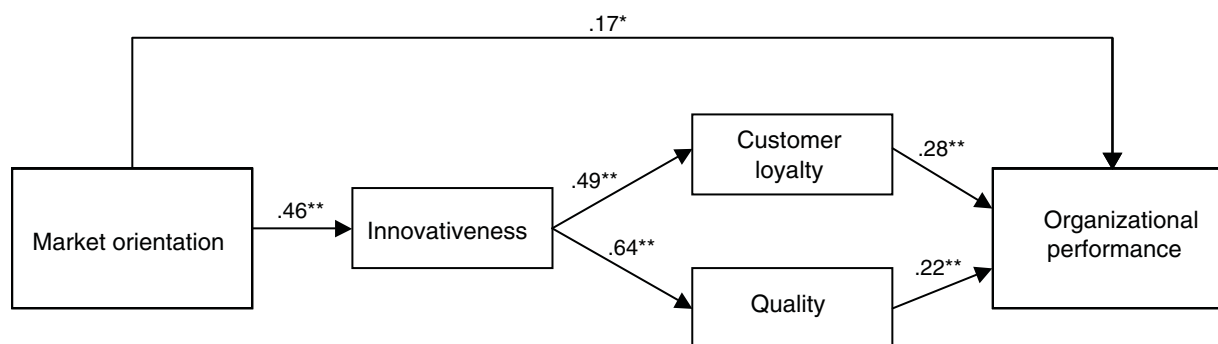 .17*
Customer
loyalty
.28**
.49**
.46**
Market orientation
Innovativeness
Organizational
performance
.64**
.22**
Quality